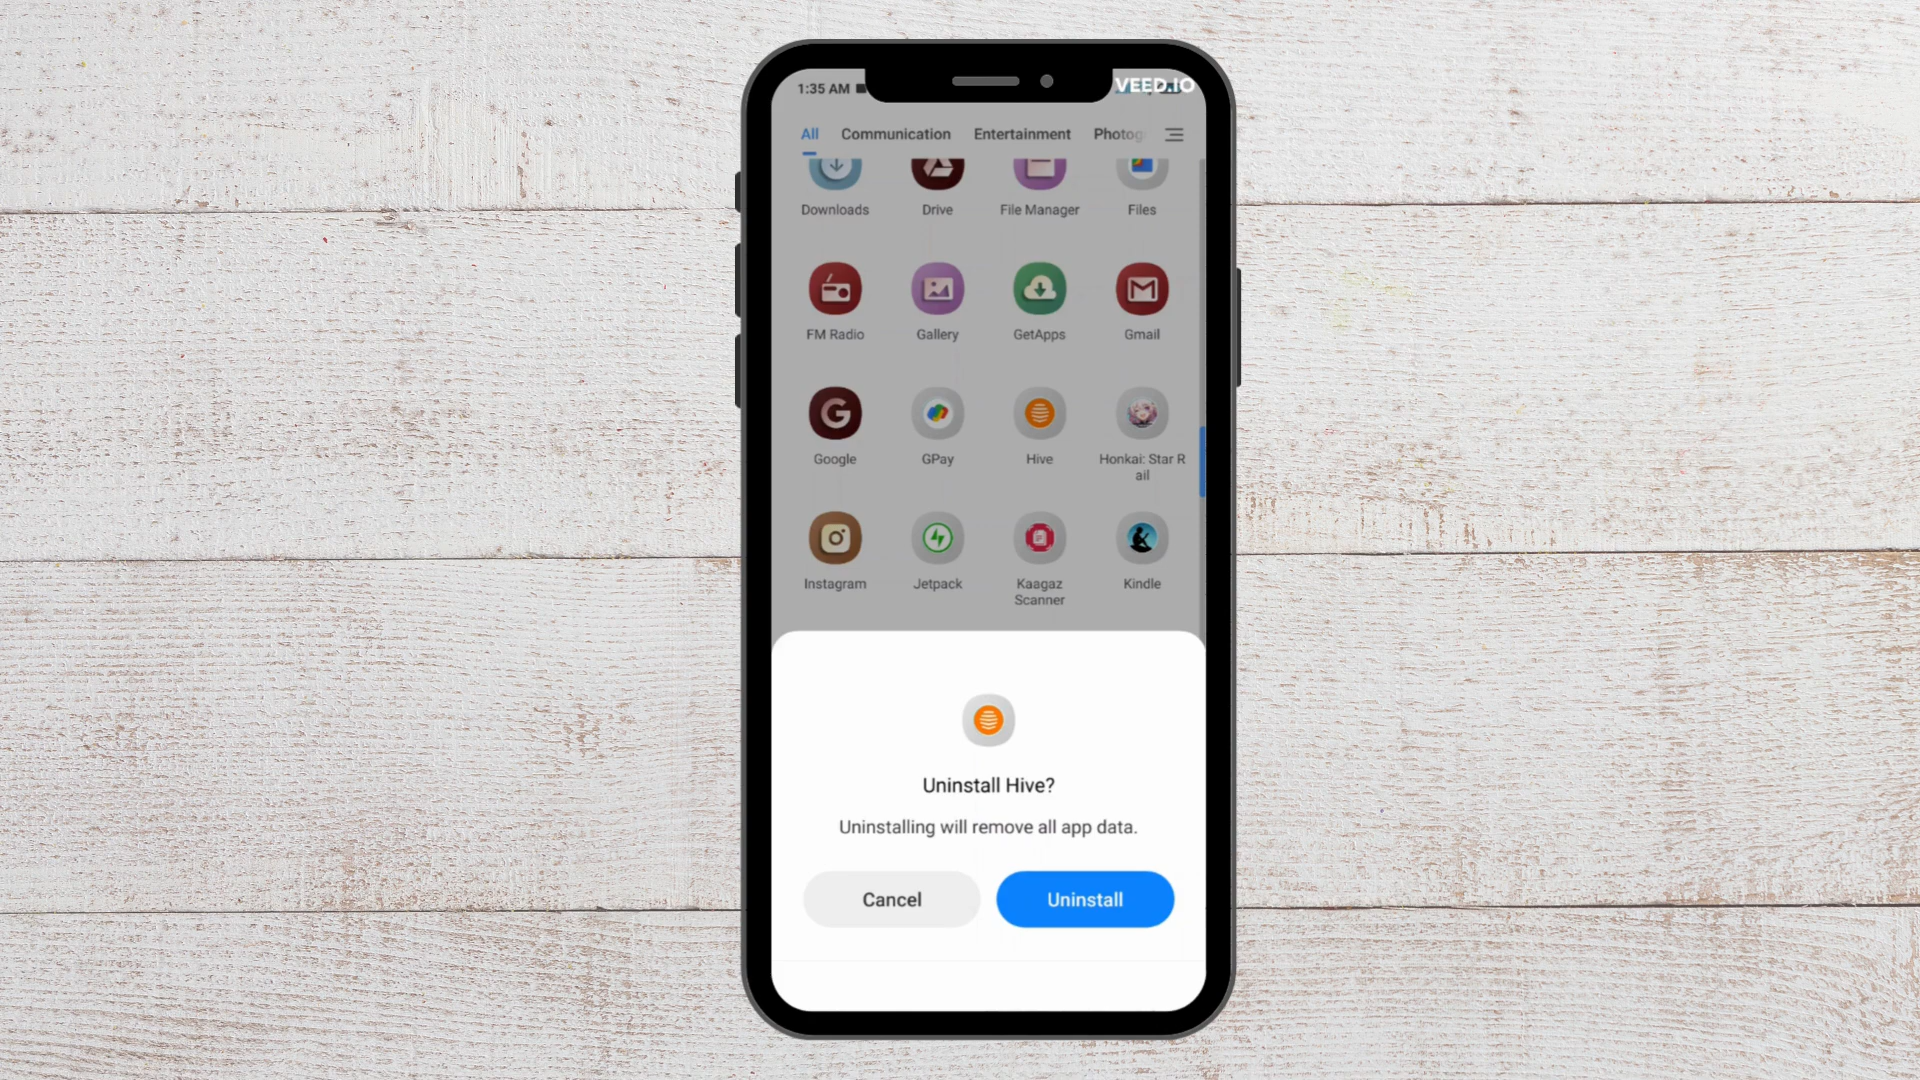 1:35 AM
VEED.IO
All Communication Entertainment Photog
Downloads Drive File Manager Files
FM Radio Gallery GetApps Gmail
Google GPay Hive Honkai: Star R
ail
Instagram Jetpack Kaagaz Kindle
Scanner
Uninstall Hive?
Uninstalling will remove all app data.
Cancel Uninstall